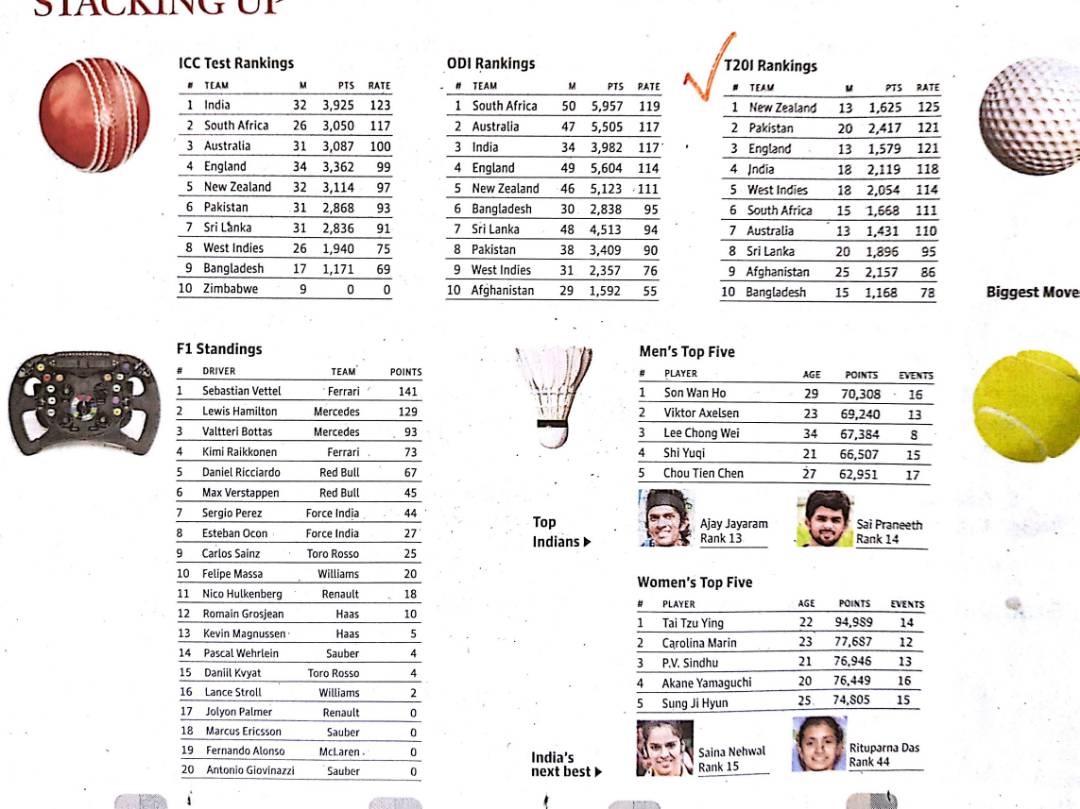 STACKING UP
ICC Test Rankings
# TEAM M PTS RATE
1 India 32 3,925 123
2 South Africa 26 3,050 117
3 Australia 31 3,087 100
4 England 34 3,362 99
5 New Zealand 32 3,114 97
6 Pakistan 31 2,868 93
7 Sri Lanka 31 2,836 91
8 West Indies 26 1,940 75
9 Bangladesh 17 1,171 69
10 Zimbabwe 9 0 0
ODI Rankings
# TEAM M PTS RATE
1 South Africa 50 5,957 119
2 Australia 47 5,505 117
3 India 34 3,982 117
4 England 49 5,604 114
5 New Zealand 46 5,123 111
6 Bangladesh 30 2,838 95
7 Sri Lanka 48 4,513 94
8 Pakistan 38 3,409 90
9 West Indies 31 2,357 76
10 Afghanistan 29 1,592 55
T20I Rankings
# TEAM M PTS RATE
1 New Zealand 13 1,625 125
2 Pakistan 20 2,417 121
3 England 13 1,579 121
4 India 18 2,119 118
5 West Indies 18 2,054 114
6 South Africa 15 1,668 111
7 Australia 13 1,431 110
8 Sri Lanka 20 1,896 95
9 Afghanistan 25 2,157 86
10 Bangladesh 15 1,168 78
Biggest Move
F1 Standings
# DRIVER TEAM POINTS
1 Sebastian Vettel Ferrari 141
2 Lewis Hamilton Mercedes 129
3 Valtteri Bottas Mercedes 93
4 Kimi Raikkonen Ferrari 73
5 Daniel Ricciardo Red Bull 67
6 Max Verstappen Red Bull 45
7 Sergio Perez Force India 44
8 Esteban Ocon Force India 27
9 Carlos Sainz Toro Rosso 25
10 Felipe Massa Williams 20
11 Nico Hulkenberg Renault 18
12 Romain Grosjean Haas 10
13 Kevin Magnussen Haas 5
14 Pascal Wehrlein Sauber 4
15 Daniil Kvyat Toro Rosso 4
16 Lance Stroll Williams 2
17 Jolyon Palmer Renault 0
18 Marcus Ericsson Sauber 0
19 Fernando Alonso McLaren 0
20 Antonio Giovinazzi Sauber 0
Men's Top Five
# PLAYER AGE POINTS EVENTS
1 Son Wan Ho 29 70,308 16
2 Viktor Axelsen 23 69,240 13
3 Lee Chong Wei 34 67,384 8
4 Shi Yuqi 21 66,507 15
5 Chou Tien Chen 27 62,951 17
Top
Indians
Ajay Jayaram
Rank 13
Sai Praneeth
Rank 14
Women's Top Five
# PLAYER AGE POINTS EVENTS
1 Tai Tzu Ying 22 94,989 14
2 Carolina Marin 23 77,687 12
3 P.V. Sindhu 21 76,946 13
4 Akane Yamaguchi 20 76,449 16
5 Sung Ji Hyun 25 74,805 15
India's
next best
Saina Nehwal
Rank 15
Rituparna Das
Rank 44